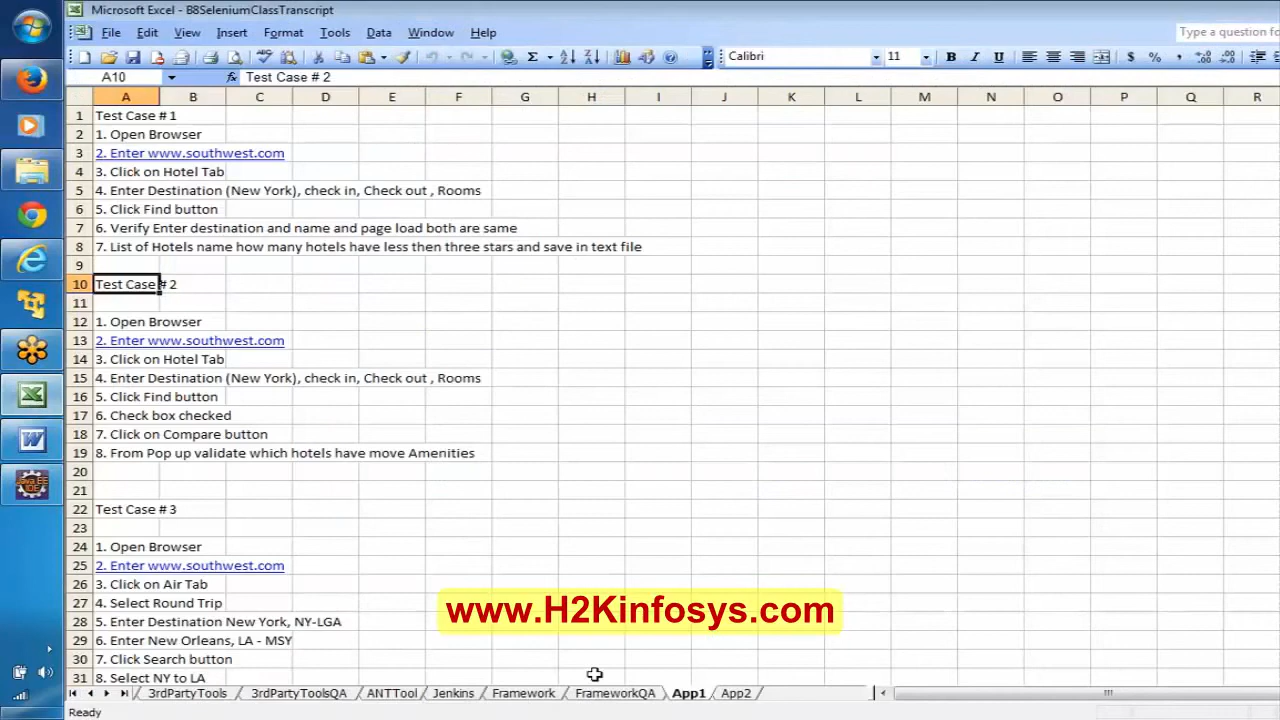 Microsoft Excel - B8SeleniumClassTranscript
File Edit View Insert Format Tools Data Window Help
Type a question fo
Calibri 11 B I U $ %
A10 fx Test Case # 2
A B C D E F G H I J K L M N O P Q R
1 Test Case # 1
2 1. Open Browser
3 2. Enter www.southwest.com
4 3. Click on Hotel Tab
5 4. Enter Destination (New York), check in, Check out , Rooms
6 5. Click Find button
7 6. Verify Enter destination and name and page load both are same
8 7. List of Hotels name how many hotels have less then three stars and save in text file
9
10 Test Case # 2
11
12 1. Open Browser
13 2. Enter www.southwest.com
14 3. Click on Hotel Tab
15 4. Enter Destination (New York), check in, Check out , Rooms
16 5. Click Find button
17 6. Check box checked
18 7. Click on Compare button
19 8. From Pop up validate which hotels have move Amenities
20
21
22 Test Case # 3
23
24 1. Open Browser
25 2. Enter www.southwest.com
26 3. Click on Air Tab
27 4. Select Round Trip
28 5. Enter Destination New York, NY-LGA
29 6. Enter New Orleans, LA - MSY
30 7. Click Search button
31 8. Select NY to LA
www.H2Kinfosys.com
3rdPartyTools 3rdPartyToolsQA ANTTool Jenkins Framework FrameworkQA App1 App2
Ready